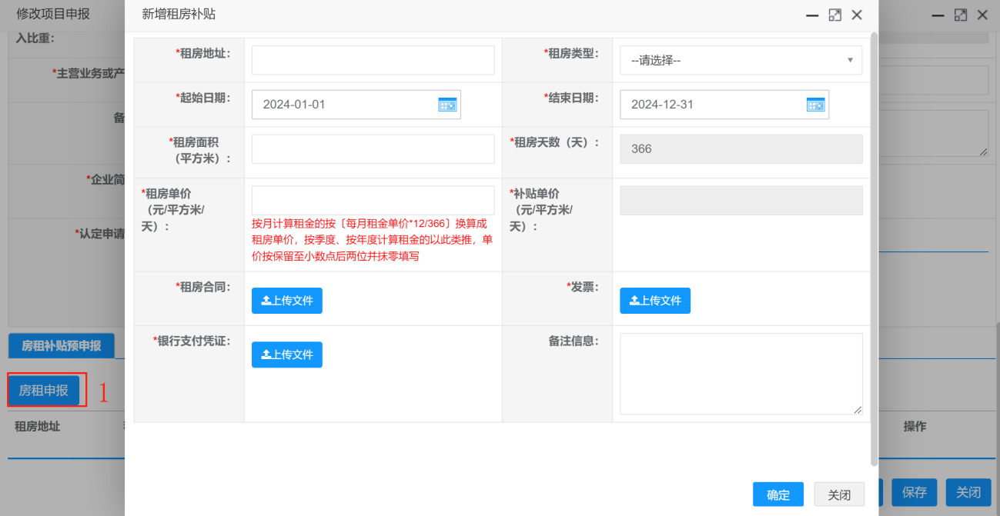 修改项目申报
新增租房补贴
入比重：
*主营业务或产
备
*企业简
*认定申请
*租房地址：
*租房类型：
--请选择--
*起始日期：
2024-01-01
*结束日期：
2024-12-31
*租房面积
（平方米）：
*租房天数（天）：
366
*租房单价
（元/平方米/
天）：
按月计算租金的按〔每月租金单价*12/366〕换算成
租房单价，按季度、按年度计算租金的以此类推，单
价按保留至小数点后两位并抹零填写
*补贴单价
（元/平方米/
天）：
*租房合同：
上传文件
*发票：
上传文件
*银行支付凭证：
上传文件
备注信息：
房租补贴预申报
房租申报
1
租房地址
操作
确定
关闭
保存
关闭